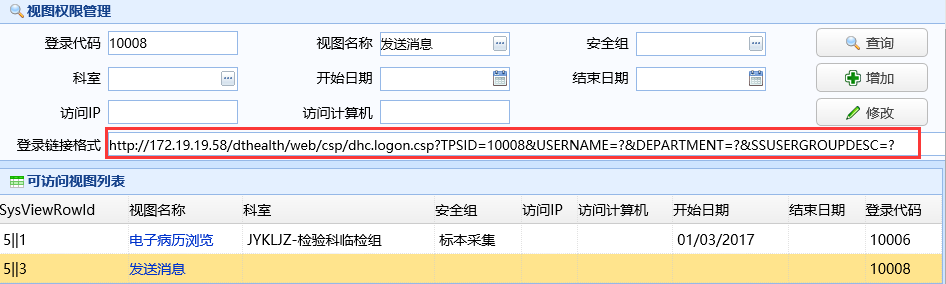 视图权限管理
登录代码 10008 视图名称 发送消息 安全组 查询
科室 开始日期 结束日期 增加
访问IP 访问计算机 修改
登录链接格式 http://172.19.19.58/dthealth/web/csp/dhc.logon.csp?TPSID=10008&USERNAME=?&DEPARTMENT=?&SSUSERGROUPDESC=?
可访问视图列表
SysViewRowId 视图名称 科室 安全组 访问IP 访问计算机 开始日期 结束日期 登录代码
5||1 电子病历浏览 JYKLJZ-检验科临检组 标本采集 01/03/2017 10006
5||3 发送消息 10008